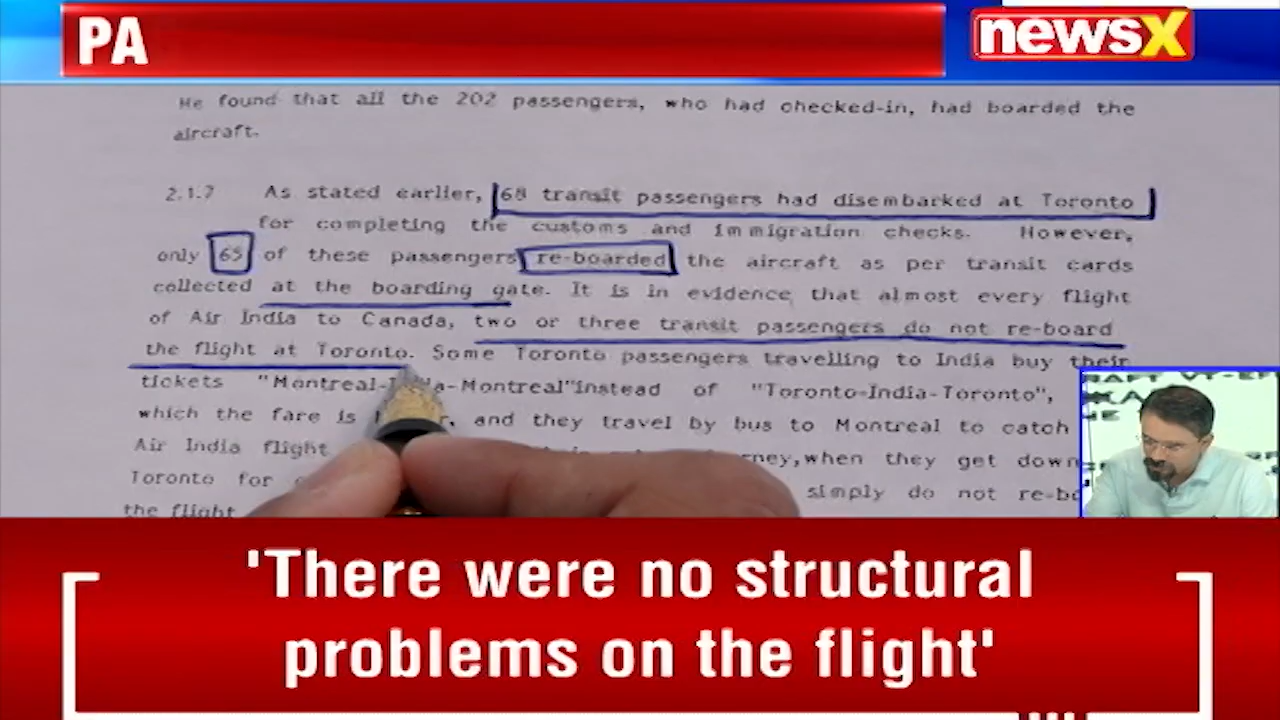 PA
newsX
He found that all the 202 passengers, who had checked-in, had boarded the
aircraft.
2.1.7 As stated earlier, 68 transit passengers had disembarked at Toronto
for completing the customs and immigration checks. However,
only 65 of these passengers re-boarded the aircraft as per transit cards
collected at the boarding gate. It is in evidence that almost every flight
of Air India to Canada, two or three transit passengers do not re-board
the flight at Toronto. Some Toronto passengers travelling to India buy their
tickets "Montreal-India-Montreal"instead of "Toronto-India-Toronto",
which the fare is and they travel by bus to Montreal to catch
Air India flight when they get down
Toronto for simply do not
the flight
'There were no structural
problems on the flight'